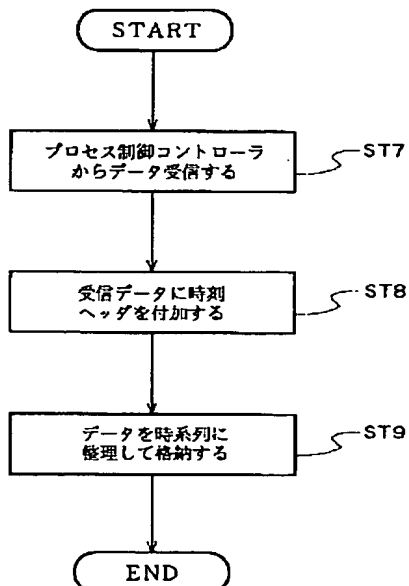 START
プロセス制御コントローラ
からデータ受信する
ST7
受信データに時刻
ヘッダを付加する
ST8
データを時系列に
整理して格納する
ST9
END